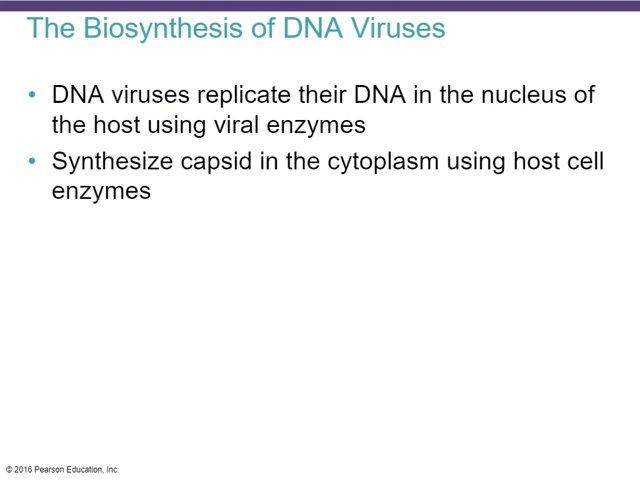 The Biosynthesis of DNA Viruses
• DNA viruses replicate their DNA in the nucleus of
the host using viral enzymes
• Synthesize capsid in the cytoplasm using host cell
enzymes
© 2016 Pearson Education, Inc.